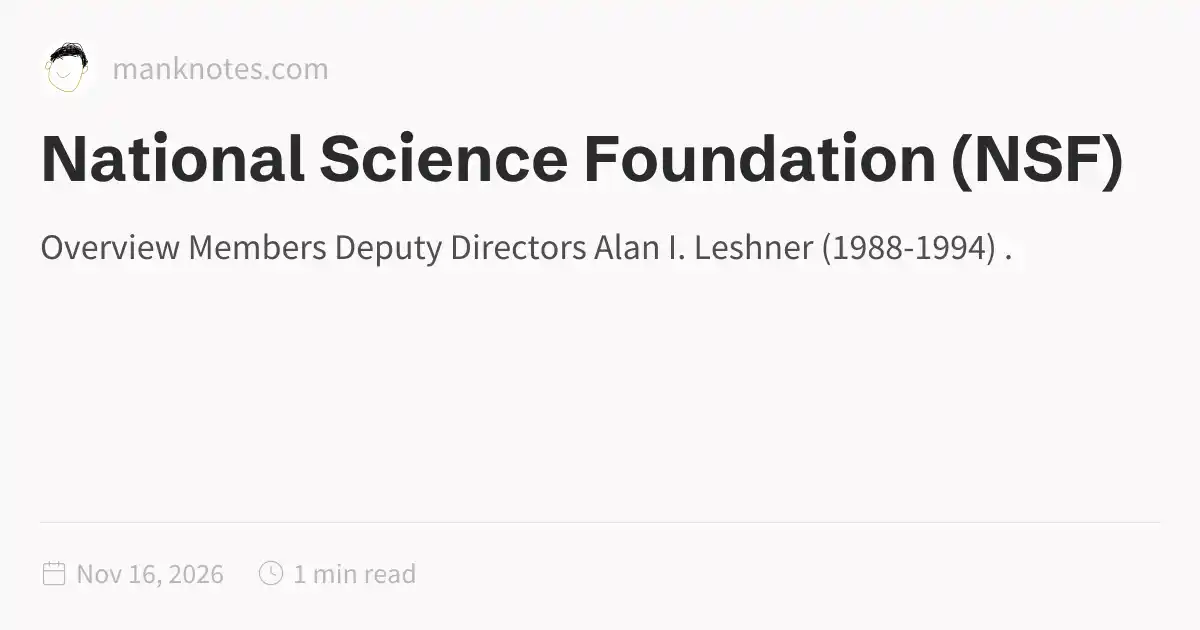 manknotes.com
National Science Foundation (NSF)
Overview Members Deputy Directors Alan I. Leshner (1988-1994) .
Nov 16, 2026 1 min read